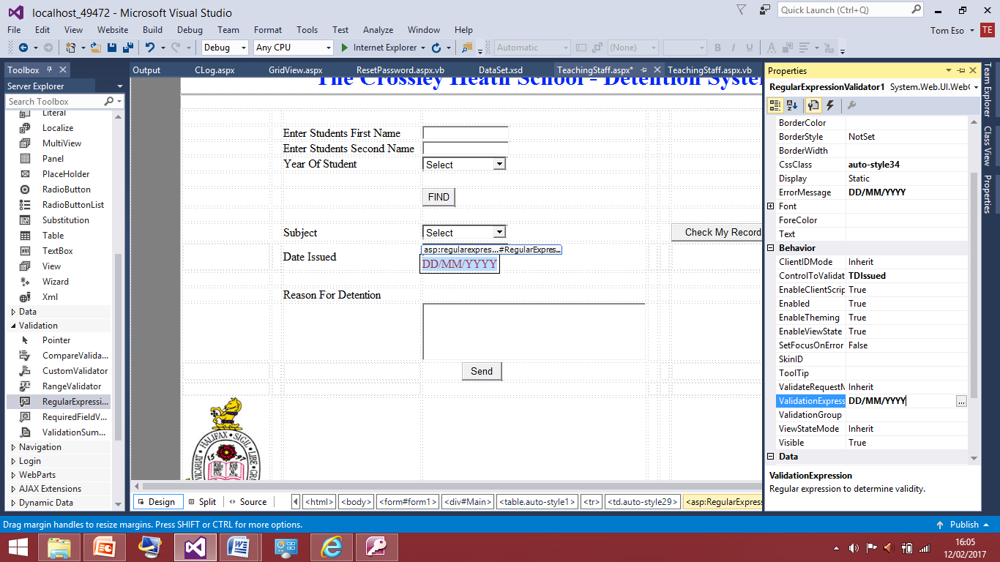 localhost_49472 - Microsoft Visual Studio
Quick Launch (Ctrl+Q)
File Edit View Website Build Debug Team Format Tools Test Analyze Window Help
Tom Eso TE
Debug Any CPU Internet Explorer Automatic (None) B I U A
Toolbox
Server Explorer
Search Toolbox
Literal
Localize
MultiView
Panel
PlaceHolder
RadioButton
RadioButtonList
Substitution
Table
TextBox
View
Wizard
Xml
Data
Validation
Pointer
CompareValida...
CustomValidator
RangeValidator
RegularExpressi...
RequiredFieldV...
ValidationSum...
Navigation
Login
WebParts
AJAX Extensions
Dynamic Data
Output CLog.aspx GridView.aspx ResetPassword.aspx.vb DataSet.xsd TeachingStaff.aspx* TeachingStaff.aspx.vb
The Crossley Heath School - Detention System
Enter Students First Name
Enter Students Second Name
Year Of Student Select
FIND
Subject Select
Check My Record
asp:regularexpres...#RegularExpres...
Date Issued
DD/MM/YYYY
Reason For Detention
Send
HALIFAX SIGIL LIBE
15 97
Design Split Source <html> <body> <form#form1> <div#Main> <table.auto-style1> <tr> <td.auto-style29> <asp:RegularExpress
Properties
RegularExpressionValidator1 System.Web.UI.Web
BorderColor
BorderStyle NotSet
BorderWidth
CssClass auto-style34
Display Static
ErrorMessage DD/MM/YYYY
Font
ForeColor
Text
Behavior
ClientIDMode Inherit
ControlToValidat TDIssued
EnableClientScrip True
Enabled True
EnableTheming True
EnableViewState True
SetFocusOnError False
SkinID
ToolTip
ValidateRequestM Inherit
ValidationExpress DD/MM/YYYY ...
ValidationGroup
ViewStateMode Inherit
Visible True
Data
ValidationExpression
Regular expression to determine validity.
Team Explorer
Class View
Properties
Drag margin handles to resize margins. Press SHIFT or CTRL for more options.
Publish
16:05
12/02/2017